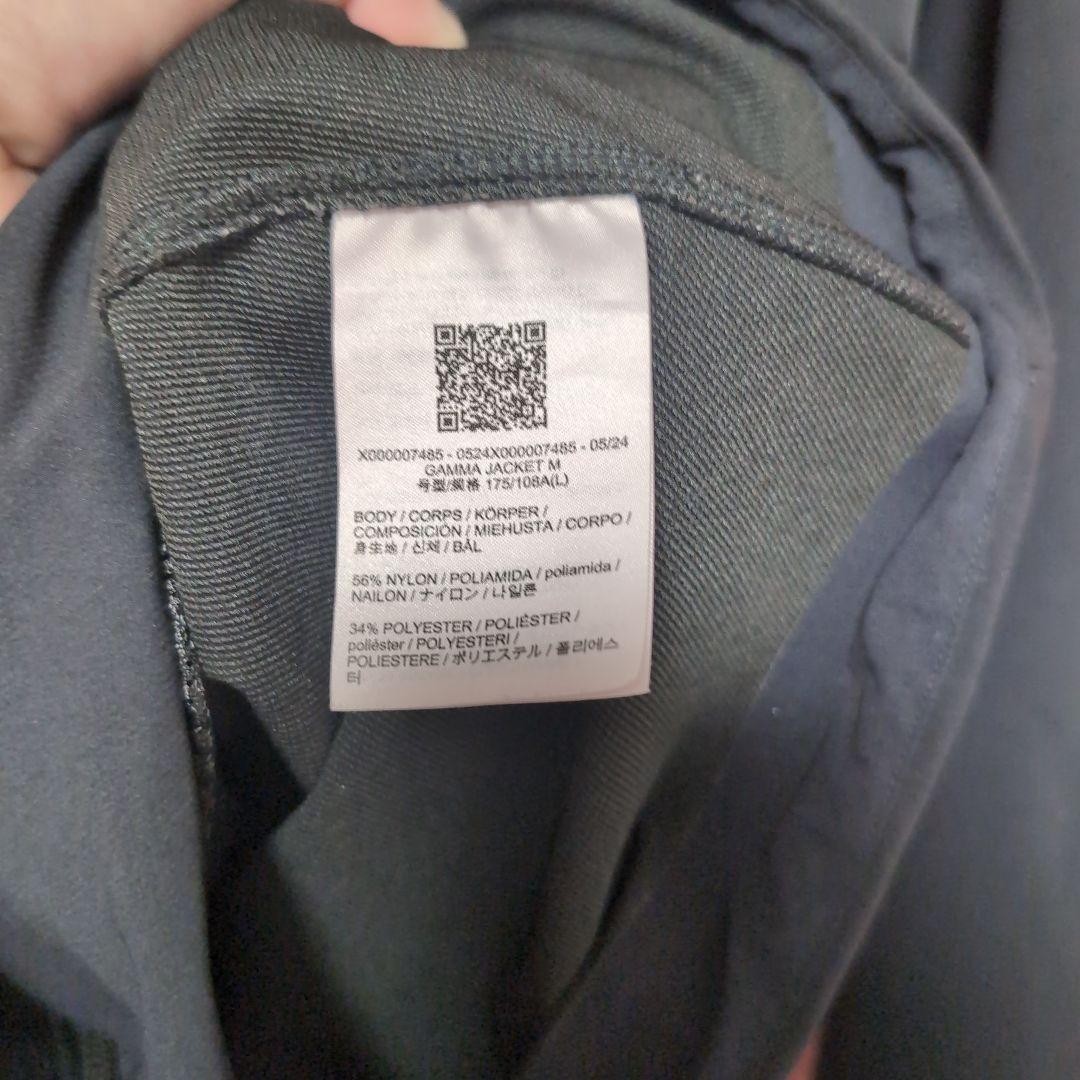 X000007485 - 0524X000007485 - 05/24
GAMMA JACKET M
号型/规格 175/108A(L)
BODY / CORPS / KÖRPER /
COMPOSICIÓN / MIEHUSTA / CORPO /
身生地 / 신체 / BÅL
56% NYLON / POLIAMIDA / poliamida /
NAILON / ナイロン / 나일론
34% POLYESTER / POLIÉSTER /
poliéster / POLYESTERI /
POLIESTERE / ポリエステル / 폴리에스
터